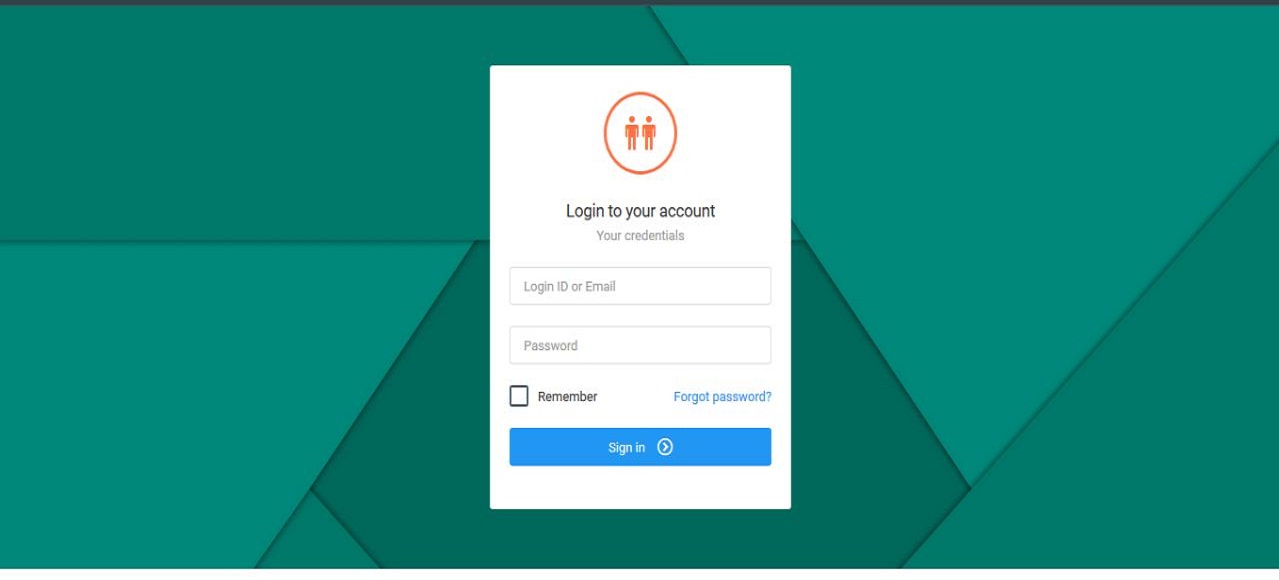 Login to your account
Your credentials
Login ID or Email
Password
Remember Forgot password?
Sign in